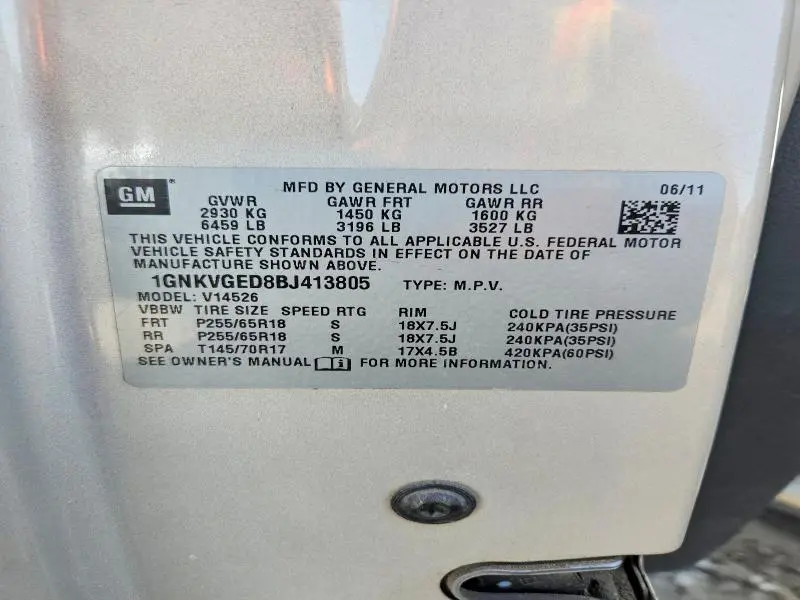 GM ® MFD BY GENERAL MOTORS LLC 06/11
GVWR GAWR FRT GAWR RR
2930 KG 1450 KG 1600 KG
6459 LB 3196 LB 3527 LB
THIS VEHICLE CONFORMS TO ALL APPLICABLE U.S. FEDERAL MOTOR
VEHICLE SAFETY STANDARDS IN EFFECT ON THE DATE OF
MANUFACTURE SHOWN ABOVE.
1GNKVGED8BJ413805 TYPE: M.P.V.
MODEL: V14526
VBBW TIRE SIZE SPEED RTG RIM COLD TIRE PRESSURE
FRT P255/65R18 S 18X7.5J 240KPA(35PSI)
RR P255/65R18 S 18X7.5J 240KPA(35PSI)
SPA T145/70R17 M 17X4.5B 420KPA(60PSI)
SEE OWNER'S MANUAL i FOR MORE INFORMATION.